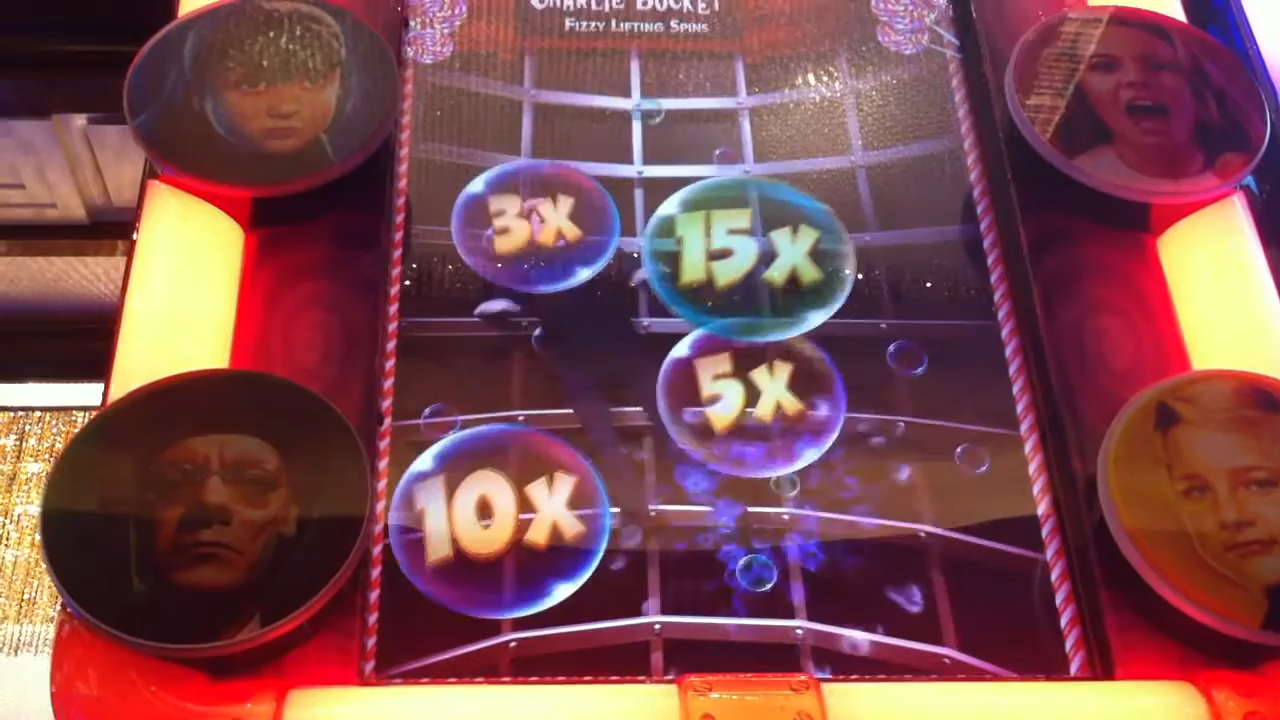 CHARLIE BUCKET
FIZZY LIFTING SPINS
3X
15X
5X
10X